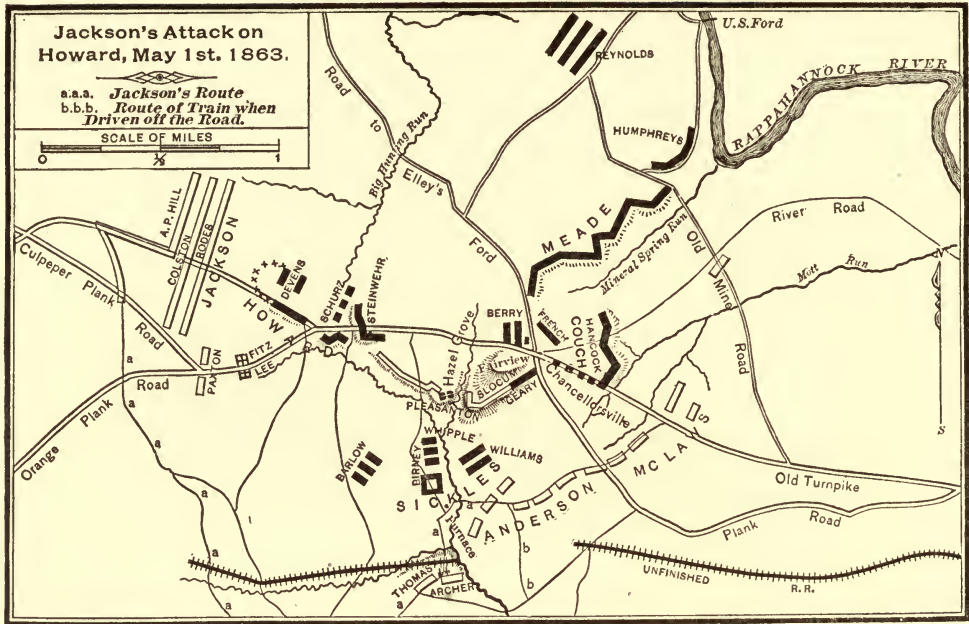 Jackson's Attack on
Howard, May 1st. 1863.
a.a.a. Jackson's Route
b.b.b. Route of Train when
Driven off the Road.
SCALE OF MILES
0 ½ 1
U.S. Ford
REYNOLDS
RAPPAHANNOCK RIVER
HUMPHREYS
Road to Elley's Ford
Big Hunting Run
MEADE
Mineral Spring Run
Old Mine Road
River Road
Mott Run
N
S
A.P. HILL
COLSTON
RODES
JACKSON
Culpeper Plank Road
DEVENS
HOWARD
SCHURZ
STEINWEHR
BERRY
FRENCH
HANCOCK
COUCH
Hazel Grove
Fairview
SLOCUM
GEARY
Chancellorsville
FITZ
LEE
PAXTON
Orange Plank Road
PLEASANTON
BARLOW
BIRNEY
WHIPPLE
WILLIAMS
SICKLES
ANDERSON
MC LAWS
Old Turnpike
Plank Road
Furnace
THOMAS
ARCHER
UNFINISHED
R.R.
a
a
a
a
a
a
a
a
a
a
b
b